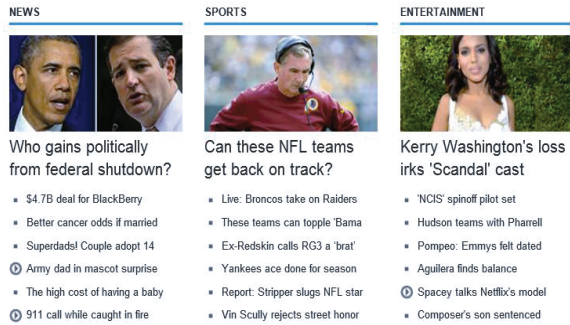 NEWS
Who gains politically
from federal shutdown?
$4.7B deal for BlackBerry
Better cancer odds if married
Superdads! Couple adopt 14
Army dad in mascot surprise
The high cost of having a baby
911 call while caught in fire
SPORTS
Can these NFL teams
get back on track?
Live: Broncos take on Raiders
These teams can topple 'Bama
Ex-Redskin calls RG3 a 'brat'
Yankees ace done for season
Report: Stripper slugs NFL star
Vin Scully rejects street honor
ENTERTAINMENT
Kerry Washington's loss
irks 'Scandal' cast
'NCIS' spinoff pilot set
Hudson teams with Pharrell
Pompeo: Emmys felt dated
Aguilera finds balance
Spacey talks Netflix's model
Composer's son sentenced